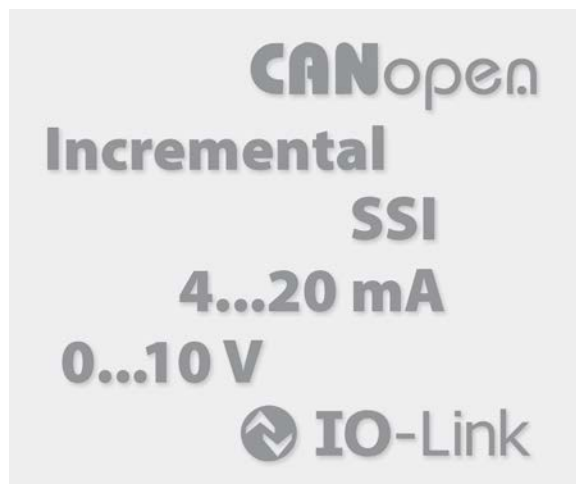 CANopen
Incremental
SSI
4...20 mA
0...10 V
IO-Link